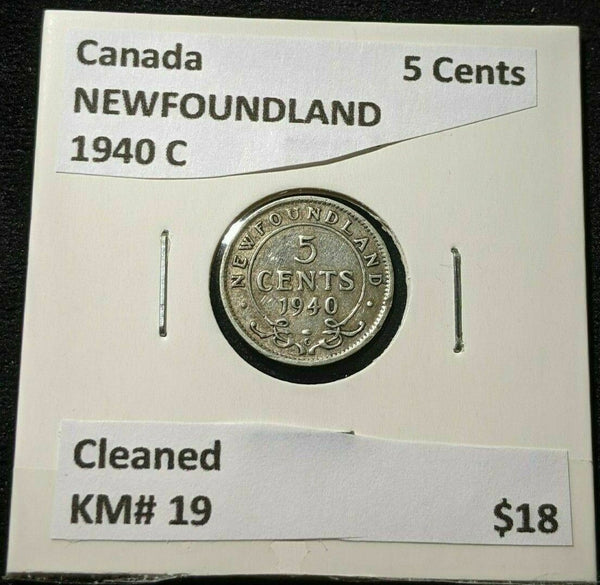 Canada 5 Cents
NEWFOUNDLAND
1940 C
NEWFOUNDLAND
5
CENTS
1940
C
Cleaned
KM# 19 $18